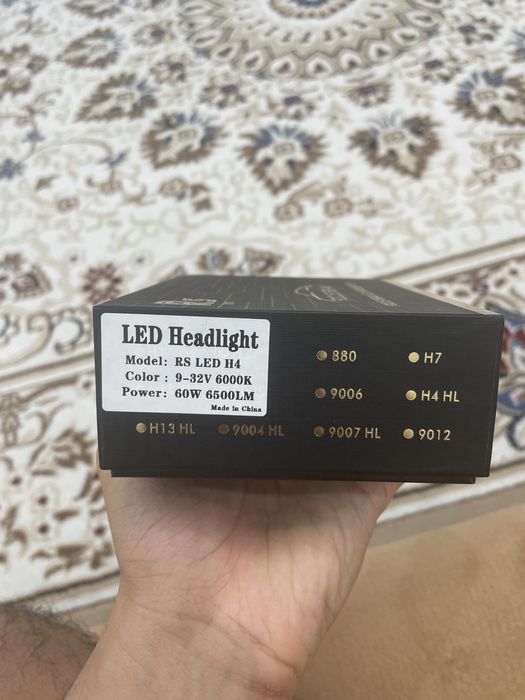 LED Headlight
Model: RS LED H4
Color : 9-32V 6000K
Power: 60W 6500LM
Made in China
880
H7
9006
H4 HL
H13 HL
9004 HL
9007 HL
9012